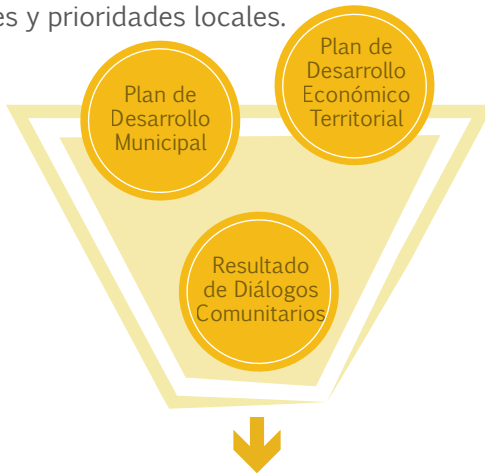 es y prioridades locales.
Plan de
Desarrollo
Municipal
Plan de
Desarrollo
Económico
Territorial
Resultado
de Diálogos
Comunitarios